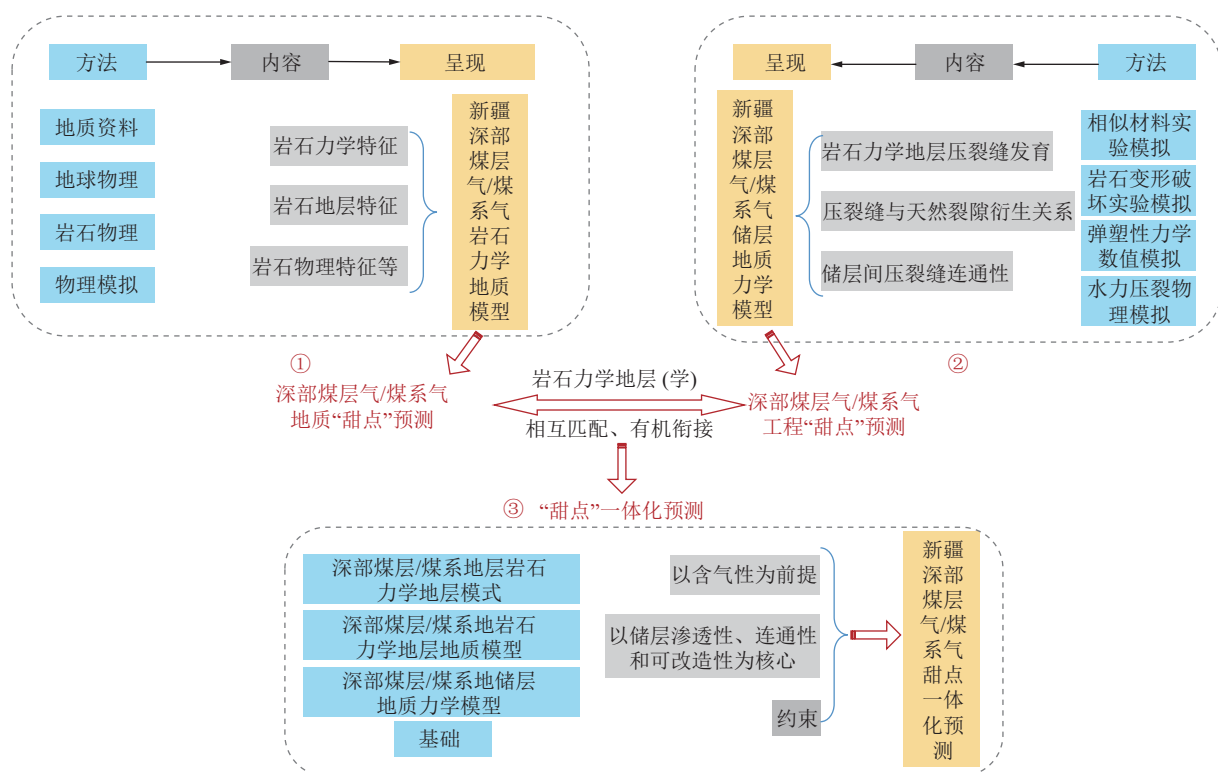 方法
内容
呈现
地质资料
地球物理
岩石物理
物理模拟
岩石力学特征
岩石地层特征
岩石物理特征等
新疆
深部
煤层
气/煤
系气
岩石
力学
地质
模型
呈现
内容
方法
新疆
深部
煤层
气/煤
系气
储层
地质
力学
模型
岩石力学地层压裂缝发育
压裂缝与天然裂隙衍生关系
储层间压裂缝连通性
相似材料实
验模拟
岩石变形破
坏实验模拟
弹塑性力学
数值模拟
水力压裂物
理模拟
①
深部煤层气/煤系气
地质“甜点”预测
岩石力学地层 (学)
相互匹配、有机衔接
②
深部煤层气/煤系气
工程“甜点”预测
③ “甜点”一体化预测
深部煤层/煤系地层岩石
力学地层模式
深部煤层/煤系地岩石
力学地层地质模型
深部煤层/煤系地储层
地质力学模型
基础
以含气性为前提
以储层渗透性、连通性
和可改造性为核心
约束
新疆
深部
煤层
气/煤
系气
甜点
一体
化预
测